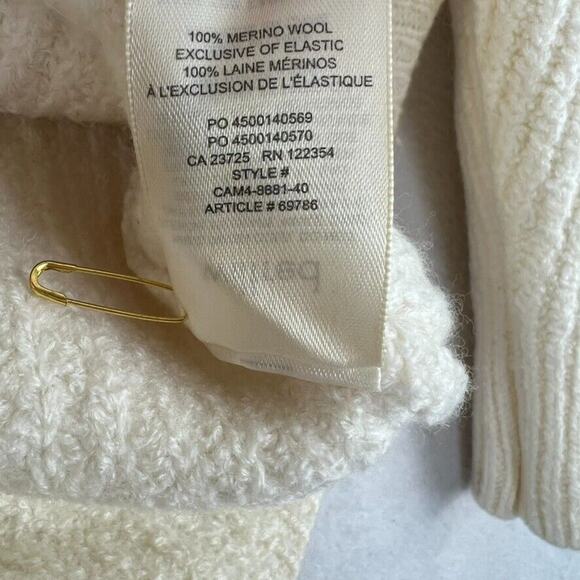 100% MERINO WOOL
EXCLUSIVE OF ELASTIC
100% LAINE MÉRINOS
À L'EXCLUSION DE L'ÉLASTIQUE
PO 4500140569
PO 4500140570
CA 23725 RN 122354
STYLE #
CAM4-8681-40
ARTICLE # 69786